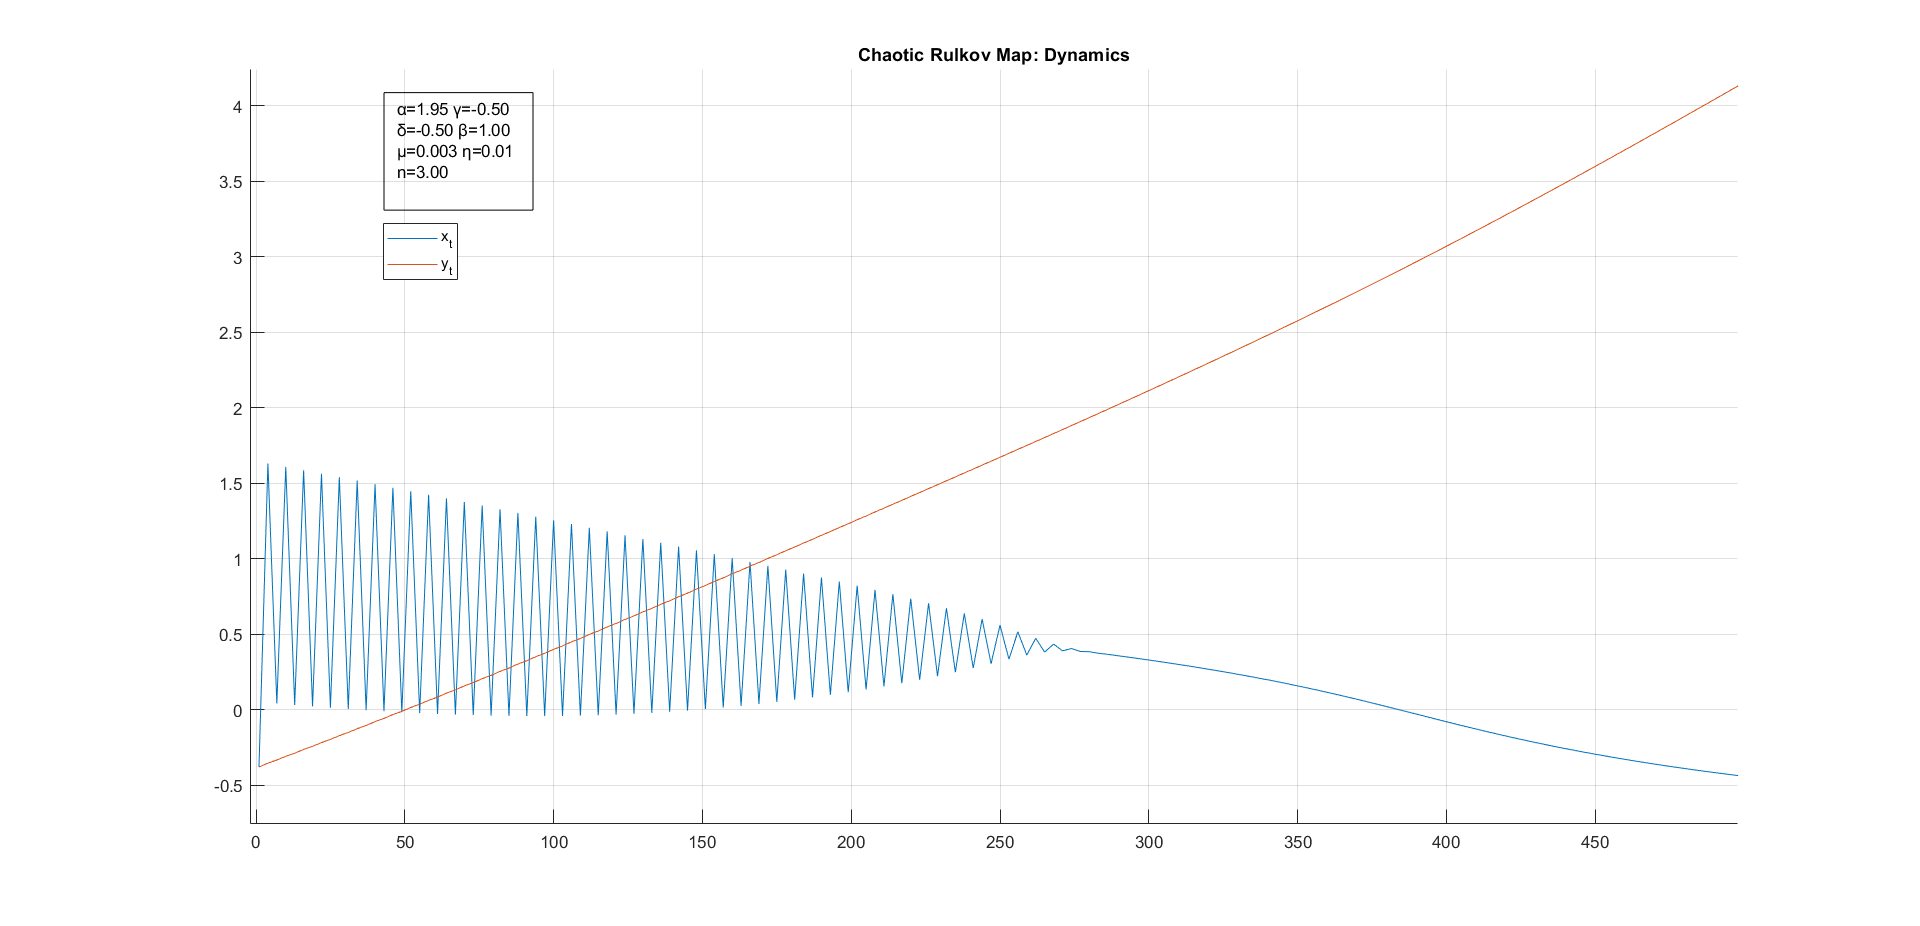 Chaotic Rulkov Map: Dynamics
α=1.95 γ=-0.50
δ=-0.50 β=1.00
μ=0.003 η=0.01
n=3.00
x_t
y_t
4
3.5
3
2.5
2
1.5
1
0.5
0
-0.5
0 50 100 150 200 250 300 350 400 450